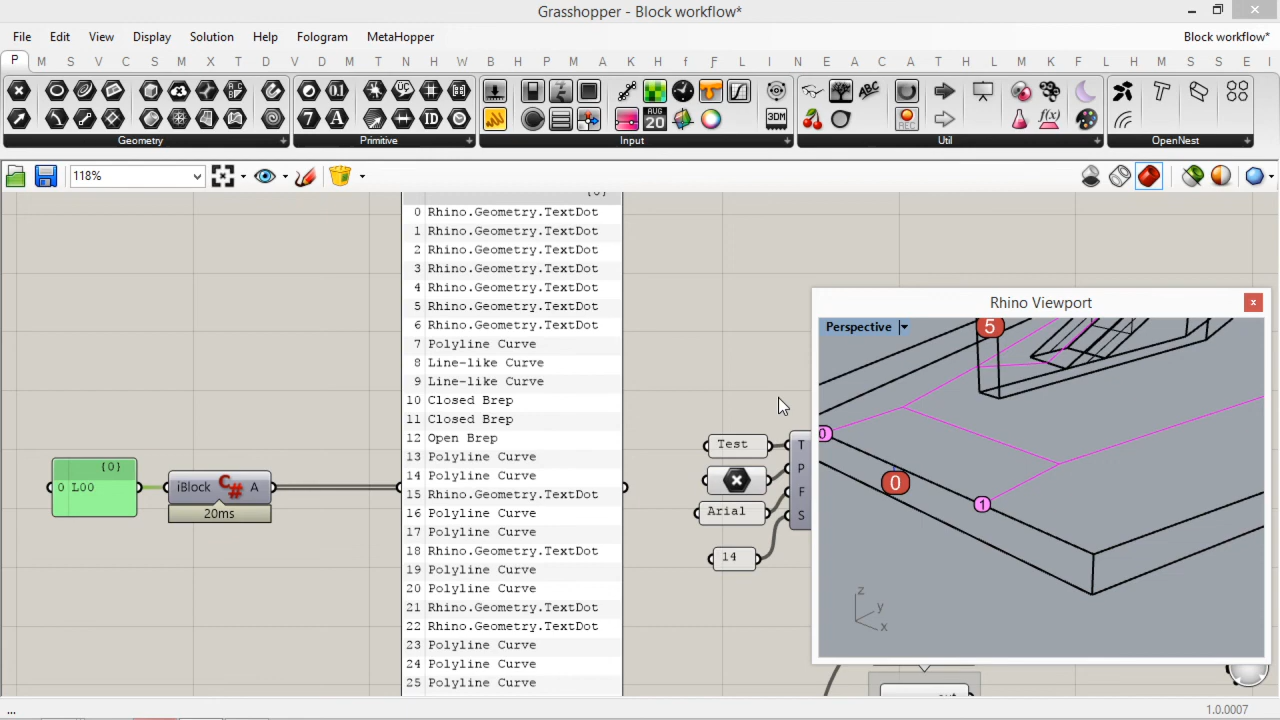 Grasshopper - Block workflow*
File Edit View Display Solution Help Fologram MetaHopper Block workflow*
P M S V C S M X T D V D M T N H W B H P M L F L O I N E A L T H M L H V S S E
Geometry Primitive Input Util OpenNest
118%
{0}
0 Rhino.Geometry.TextDot
1 Rhino.Geometry.TextDot
2 Rhino.Geometry.TextDot
3 Rhino.Geometry.TextDot
4 Rhino.Geometry.TextDot
5 Rhino.Geometry.TextDot
6 Rhino.Geometry.TextDot
7 Polyline Curve
8 Line-like Curve
9 Line-like Curve
10 Closed Brep
11 Closed Brep
12 Open Brep
13 Polyline Curve
14 Polyline Curve
15 Rhino.Geometry.TextDot
16 Polyline Curve
17 Polyline Curve
18 Rhino.Geometry.TextDot
19 Polyline Curve
20 Polyline Curve
21 Rhino.Geometry.TextDot
22 Rhino.Geometry.TextDot
23 Polyline Curve
24 Polyline Curve
25 Polyline Curve
{0}
0 L00
iBlock C# A
20ms
Test
Arial
14
T
P
F
S
Rhino Viewport
Perspective
5
0
0
1
z
y
x
...
1.0.0007